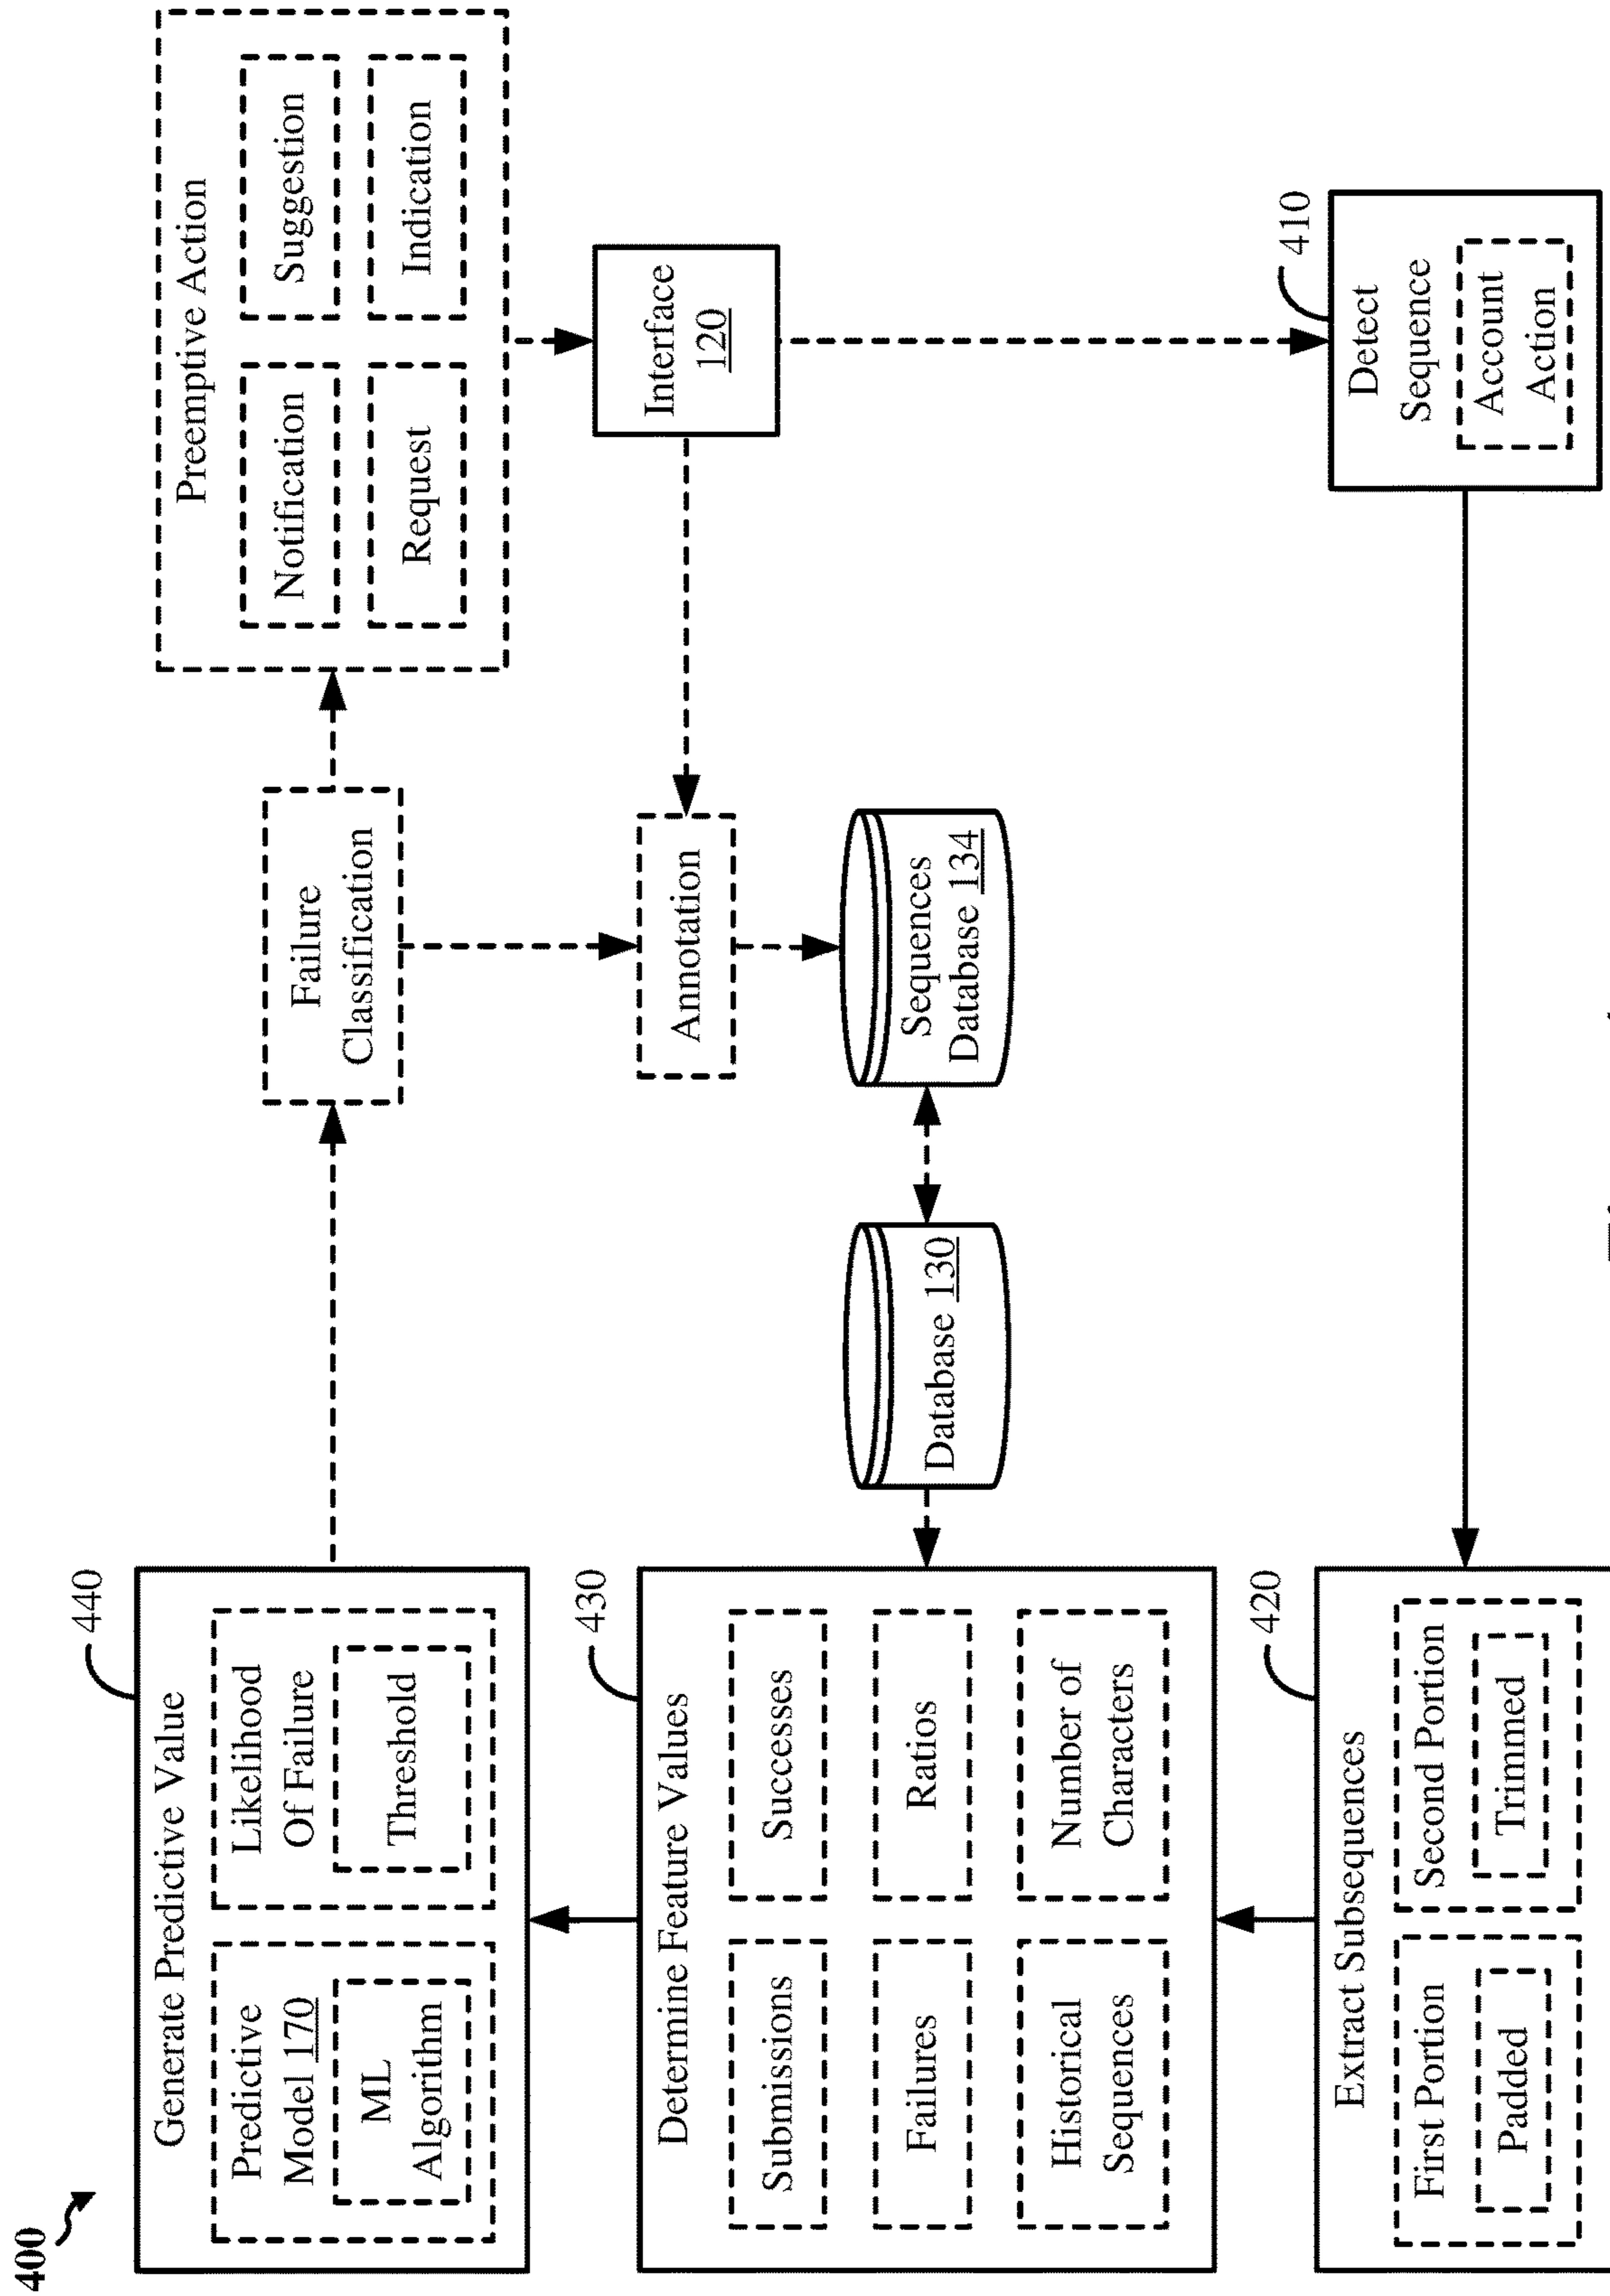 400
440
Generate Predictive Value
Predictive
Model 170
ML
Algorithm
Likelihood
Of Failure
Threshold
Failure
Classification
Preemptive Action
Notification
Suggestion
Request
Indication
430
Determine Feature Values
Submissions
Successes
Failures
Ratios
Historical
Sequences
Number of
Characters
Annotation
Interface
120
Database 130
Sequences
Database 134
420
Extract Subsequences
First Portion
Padded
Second Portion
Trimmed
410
Detect
Sequence
Account
Action